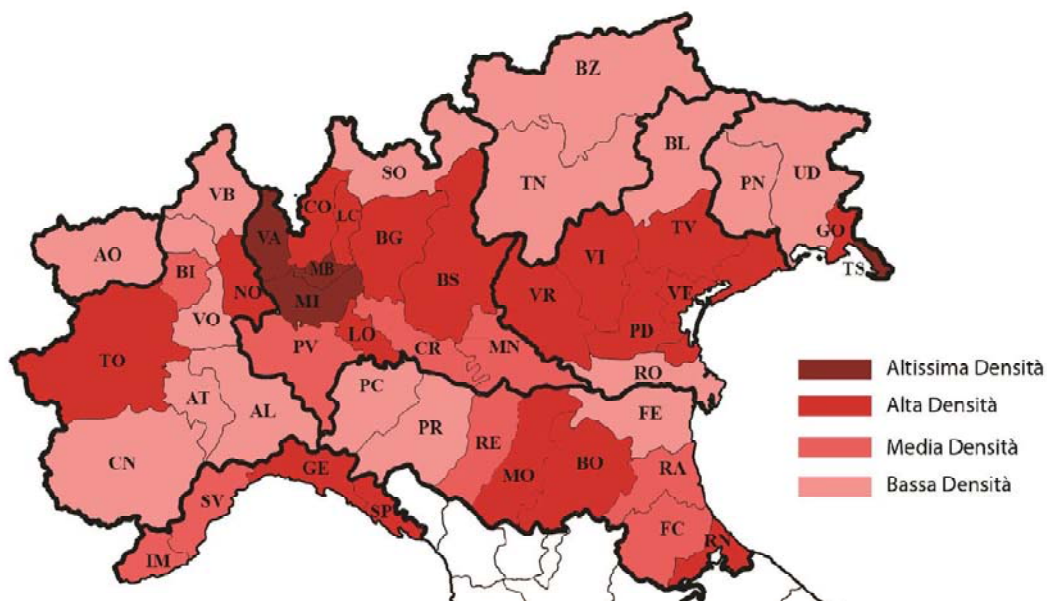 BZ
BL
UD
SO
TN
PN
VB
CO
LC
TV
GO
VA
BG
VI
AO
BI
MB
BS
TS
NO
MI
VR
VE
VO
LO
PD
TO
PV
CR
MN
RO
Altissima Densità
PC
AT
AL
FE
Alta Densità
PR
RE
BO
CN
GE
MO
RA
Media Densità
SV
SP
Bassa Densità
FC
RN
IM